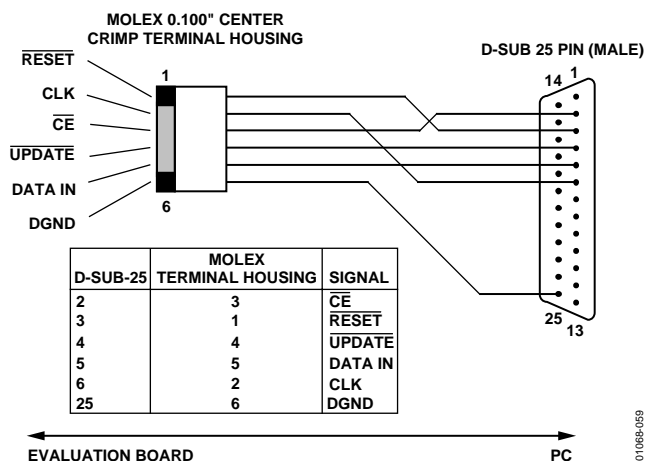 MOLEX 0.100" CENTER
CRIMP TERMINAL HOUSING
D-SUB 25 PIN (MALE)
RESET
CLK
CE
UPDATE
DATA IN
DGND
1
6
14 1
25
13
D-SUB-25 MOLEX TERMINAL HOUSING SIGNAL
2 3 CE
3 1 RESET
4 4 UPDATE
5 5 DATA IN
6 2 CLK
25 6 DGND
EVALUATION BOARD PC
01068-059